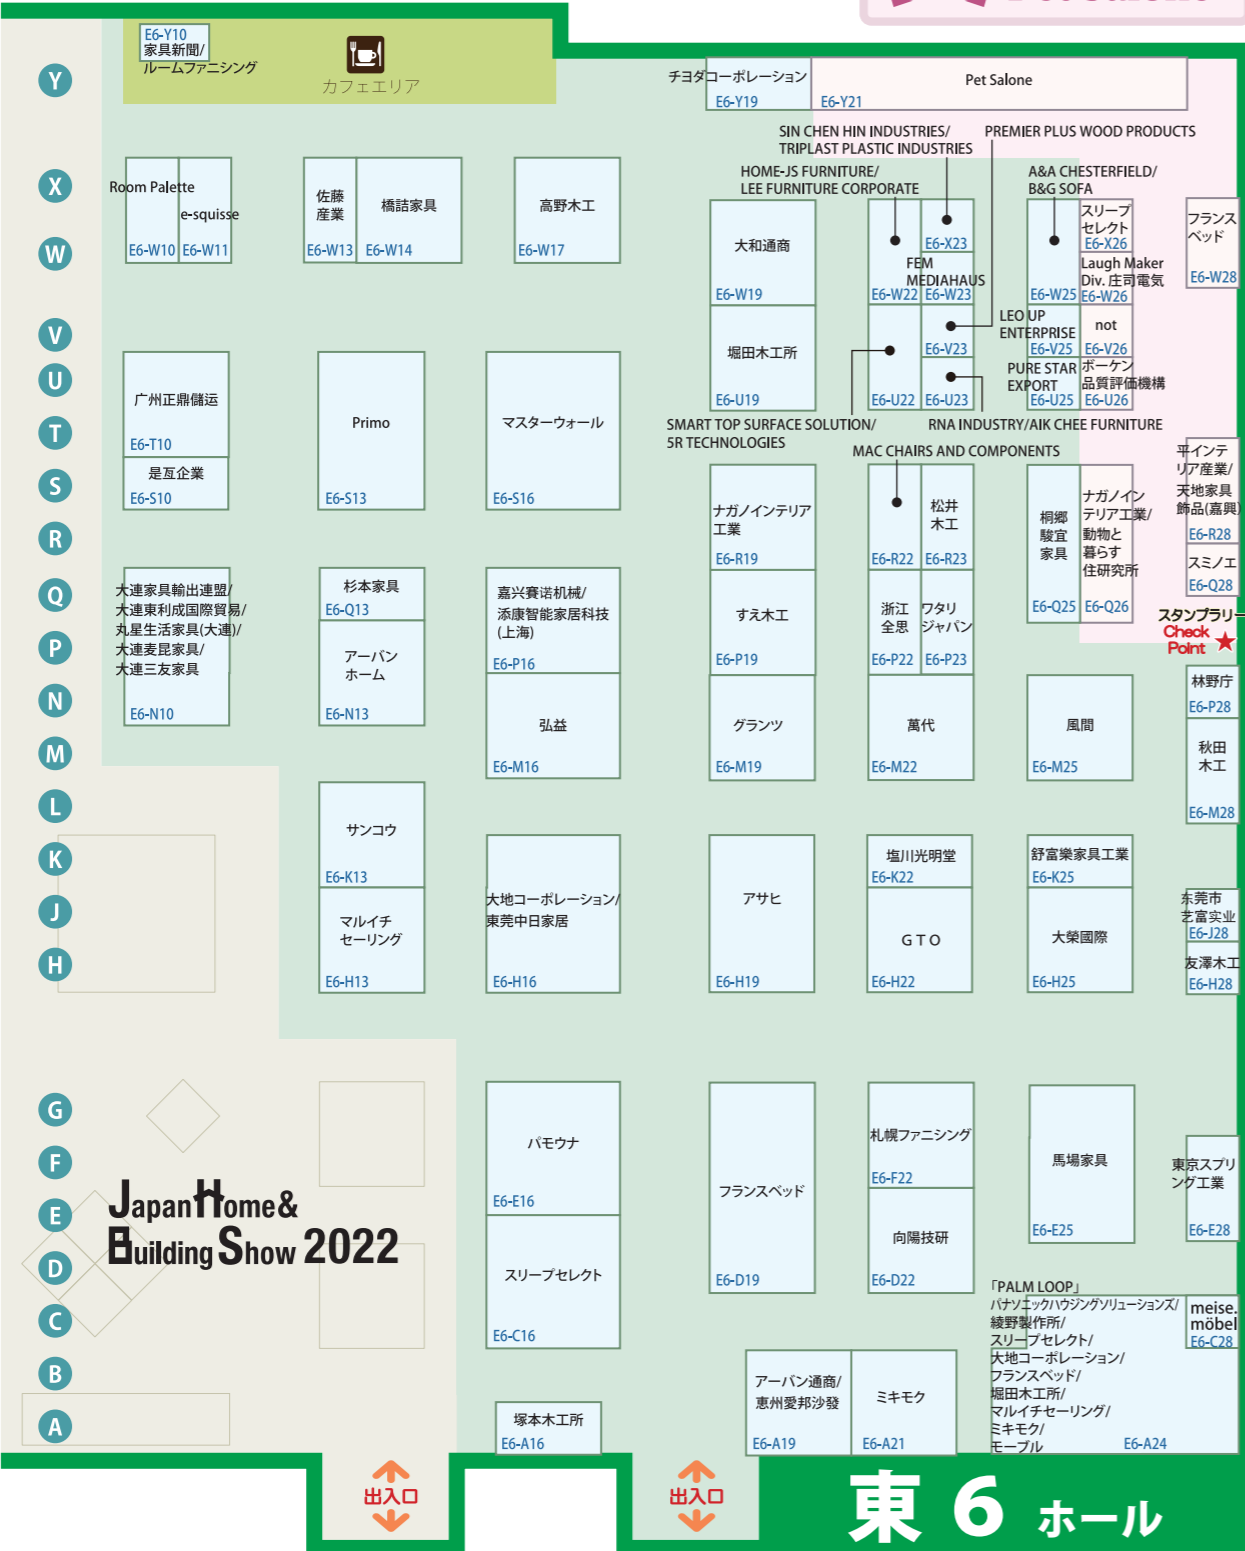 E6-Y10
家具新聞/
ルームファニシング
カフェエリア
チヨダコーポレーション
E6-Y19
Pet Salone
E6-Y21
SIN CHEN HIN INDUSTRIES/
TRIPLAST PLASTIC INDUSTRIES
PREMIER PLUS WOOD PRODUCTS
HOME-JS FURNITURE/
LEE FURNITURE CORPORATE
A&A CHESTERFIELD/
B&G SOFA
Y
X
W
V
U
T
S
R
Q
P
N
M
L
K
J
H
G
F
E
D
C
B
A
Room Palette
E6-W10
e-squisse
E6-W11
佐藤
産業
E6-W13
橋詰家具
E6-W14
高野木工
E6-W17
大和通商
E6-W19
E6-W22
E6-X23
FEM
MEDIAHAUS
E6-W23
E6-W25
スリープ
セレクト
E6-X26
Laugh Maker
Div. 庄司電気
E6-W26
フランス
ベッド
E6-W28
堀田木工所
E6-U19
E6-U22
E6-V23
E6-U23
LEO UP
ENTERPRISE
E6-V25
not
E6-V26
PURE STAR
EXPORT
E6-U25
ボーケン
品質評価機構
E6-U26
SMART TOP SURFACE SOLUTION/
5R TECHNOLOGIES
RNA INDUSTRY/AIK CHEE FURNITURE
MAC CHAIRS AND COMPONENTS
广州正鼎儲运
E6-T10
是亙企業
E6-S10
Primo
E6-S13
マスターウォール
E6-S16
ナガノインテリア
工業
E6-R19
E6-R22
松井
木工
E6-R23
桐郷
駿宜
家具
E6-Q25
ナガノイン
テリア工業/
動物と
暮らす
住研究所
E6-Q26
平インテ
リア産業/
天地家具
飾品(嘉興)
E6-R28
スミノエ
E6-Q28
スタンプラリー
Check
Point
大連家具輸出連盟/
大連東利成国際貿易/
丸星生活家具(大連)/
大連麦昆家具/
大連三友家具
E6-N10
杉本家具
E6-Q13
アーバン
ホーム
E6-N13
嘉兴赛诺机械/
添康智能家居科技
(上海)
E6-P16
弘益
E6-M16
すえ木工
E6-P19
浙江
全思
E6-P22
ワタリ
ジャパン
E6-P23
グランツ
E6-M19
萬代
E6-M22
風間
E6-M25
林野庁
E6-P28
秋田
木工
E6-M28
サンコウ
E6-K13
マルイチ
セーリング
E6-H13
大地コーポレーション/
東莞中日家居
E6-H16
アサヒ
E6-H19
塩川光明堂
E6-K22
GTO
E6-H22
舒富樂家具工業
E6-K25
大榮國際
E6-H25
东莞市
艺富实业
E6-J28
友澤木工
E6-H28
パモウナ
E6-E16
スリープセレクト
E6-C16
フランスベッド
E6-D19
札幌ファニシング
E6-F22
向陽技研
E6-D22
馬場家具
E6-E25
東京スプリ
ング工業
E6-E28
Japan Home &
Building Show 2022
「PALM LOOP」
パナソニックハウジングソリューションズ/
綾野製作所/
スリープセレクト/
大地コーポレーション/
フランスベッド/
堀田木工所/
マルイチセーリング/
ミキモク/
モーブル
E6-A24
meise.
möbel
E6-C28
塚本木工所
E6-A16
アーバン通商/
惠州愛邦沙發
E6-A19
ミキモク
E6-A21
出入口
出入口
東 6 ホール